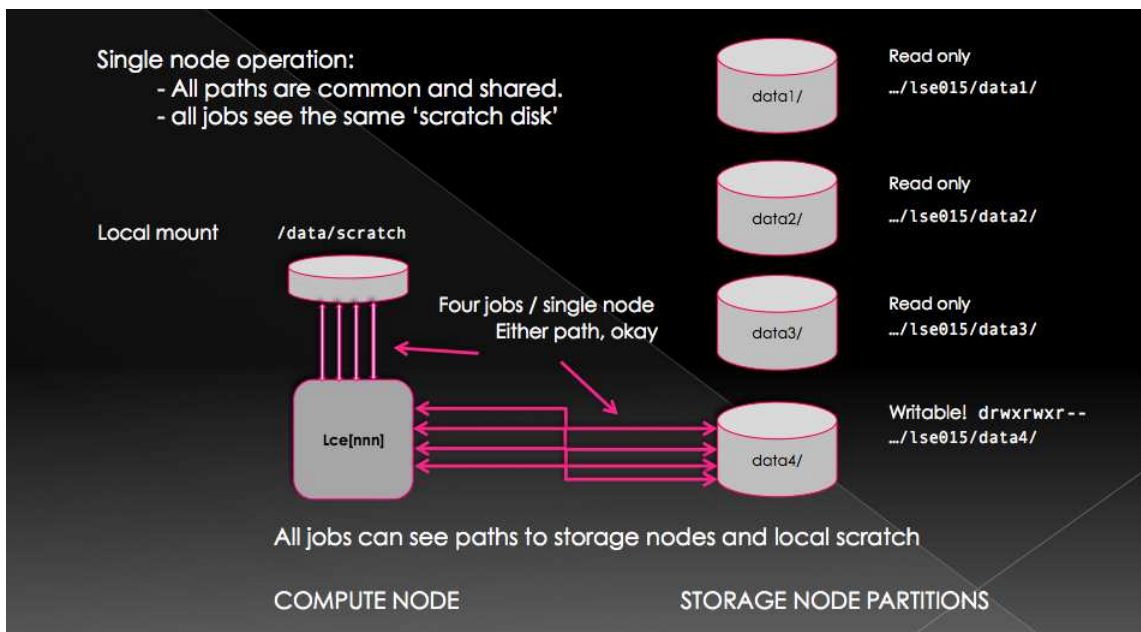 Single node operation:
- All paths are common and shared.
- all jobs see the same ‘scratch disk’
Local mount
/data/scratch
Four jobs / single node
Either path, okay
Lce[nnn]
data1/
Read only
…/lse015/data1/
data2/
Read only
…/lse015/data2/
data3/
Read only
…/lse015/data3/
data4/
Writable! drwxrwxr--
…/lse015/data4/
All jobs can see paths to storage nodes and local scratch
COMPUTE NODE
STORAGE NODE PARTITIONS